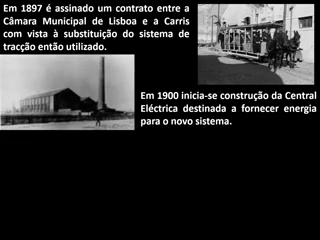 Em 1897 é assinado um contrato entre a
Câmara Municipal de Lisboa e a Carris
com vista à substituição do sistema de
tracção então utilizado.
Em 1900 inicia-se construção da Central
Eléctrica destinada a fornecer energia
para o novo sistema.